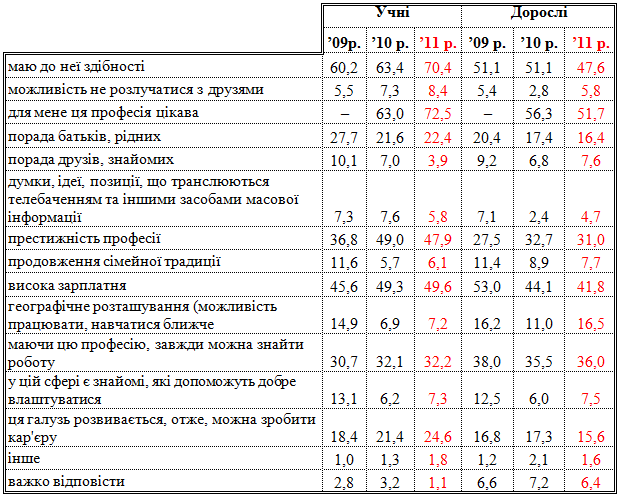 Учні Дорослі
’09р. ’10 р. ’11 р. ’09 р. ’10 р. ’11 р.
маю до неї здібності 60,2 63,4 70,4 51,1 51,1 47,6
можливість не розлучатися з друзями 5,5 7,3 8,4 5,4 2,8 5,8
для мене ця професія цікава – 63,0 72,5 – 56,3 51,7
порада батьків, рідних 27,7 21,6 22,4 20,4 17,4 16,4
порада друзів, знайомих 10,1 7,0 3,9 9,2 6,8 7,6
думки, ідеї, позиції, що транслюються
телебаченням та іншими засобами масової
інформації 7,3 7,6 5,8 7,1 2,4 4,7
престижність професії 36,8 49,0 47,9 27,5 32,7 31,0
продовження сімейної традиції 11,6 5,7 6,1 11,4 8,9 7,7
висока зарплатня 45,6 49,3 49,6 53,0 44,1 41,8
географічне розташування (можливість
працювати, навчатися ближче 14,9 6,9 7,2 16,2 11,0 16,5
маючи цю професію, завжди можна знайти
роботу 30,7 32,1 32,2 38,0 35,5 36,0
у цій сфері є знайомі, які допоможуть добре
влаштуватися 13,1 6,2 7,3 12,5 6,0 7,5
ця галузь розвивається, отже, можна зробити
кар'єру 18,4 21,4 24,6 16,8 17,3 15,6
інше 1,0 1,3 1,8 1,2 2,1 1,6
важко відповісти 2,8 3,2 1,1 6,6 7,2 6,4